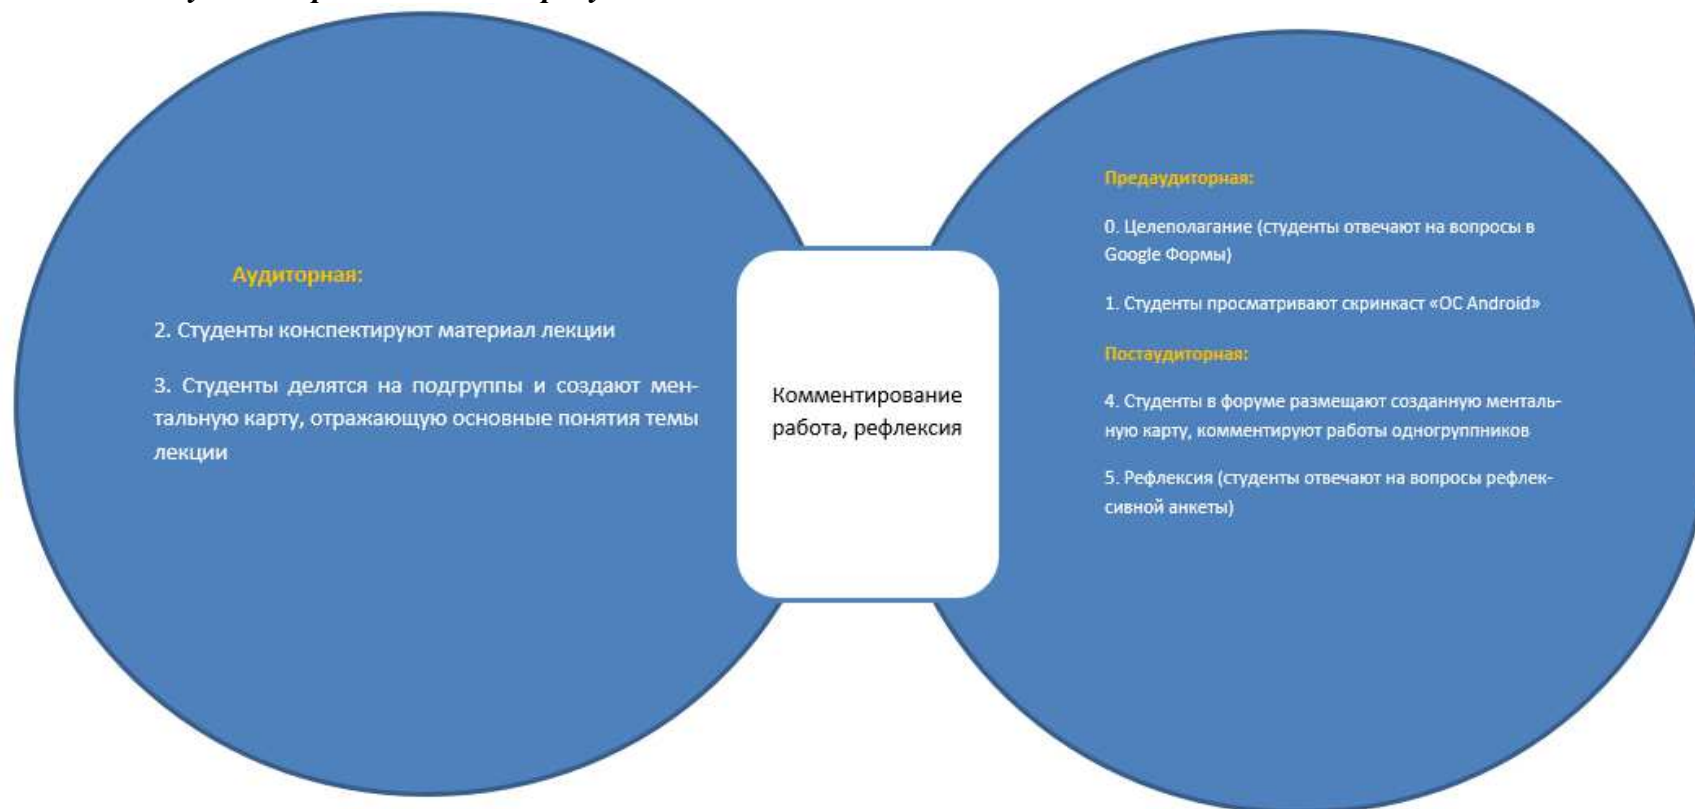 Аудиторная:
2. Студенты конспектируют материал лекции
3. Студенты делятся на подгруппы и создают мен-
тальную карту, отражающую основные понятия темы
лекции
Комментирование
работа, рефлексия
Предаудиторная:
0. Целеполагание (студенты отвечают на вопросы в
Google Формы)
1. Студенты просматривают скринкаст «ОС Android»
Постаудиторная:
4. Студенты в форуме размещают созданную менталь-
ную карту, комментируют работы одногруппников
5. Рефлексия (студенты отвечают на вопросы рефлек-
сивной анкеты)